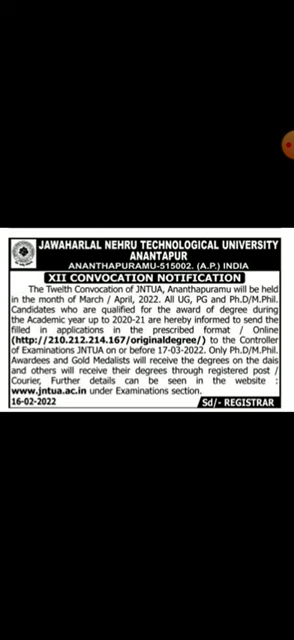 JAWAHARLAL NEHRU TECHNOLOGICAL UNIVERSITY
ANANTAPUR
ANANTHAPURAMU-515002. (A.P.) INDIA
XII CONVOCATION NOTIFICATION
The Twelth Convocation of JNTUA, Ananthapuramu will be held
in the month of March / April, 2022. All UG, PG and Ph.D/M.Phil.
Candidates who are qualified for the award of degree during
the Academic year up to 2020-21 are hereby informed to send the
filled in applications in the prescribed format / Online
(http://210.212.214.167/originaldegree/) to the Controller
of Examinations JNTUA on or before 17-03-2022. Only Ph.D/M.Phil.
Awardees and Gold Medalists will receive the degrees on the dais
and others will receive their degrees through registered post /
Courier, Further details can be seen in the website :
www.jntua.ac.in under Examinations section.
16-02-2022 Sd/- REGISTRAR